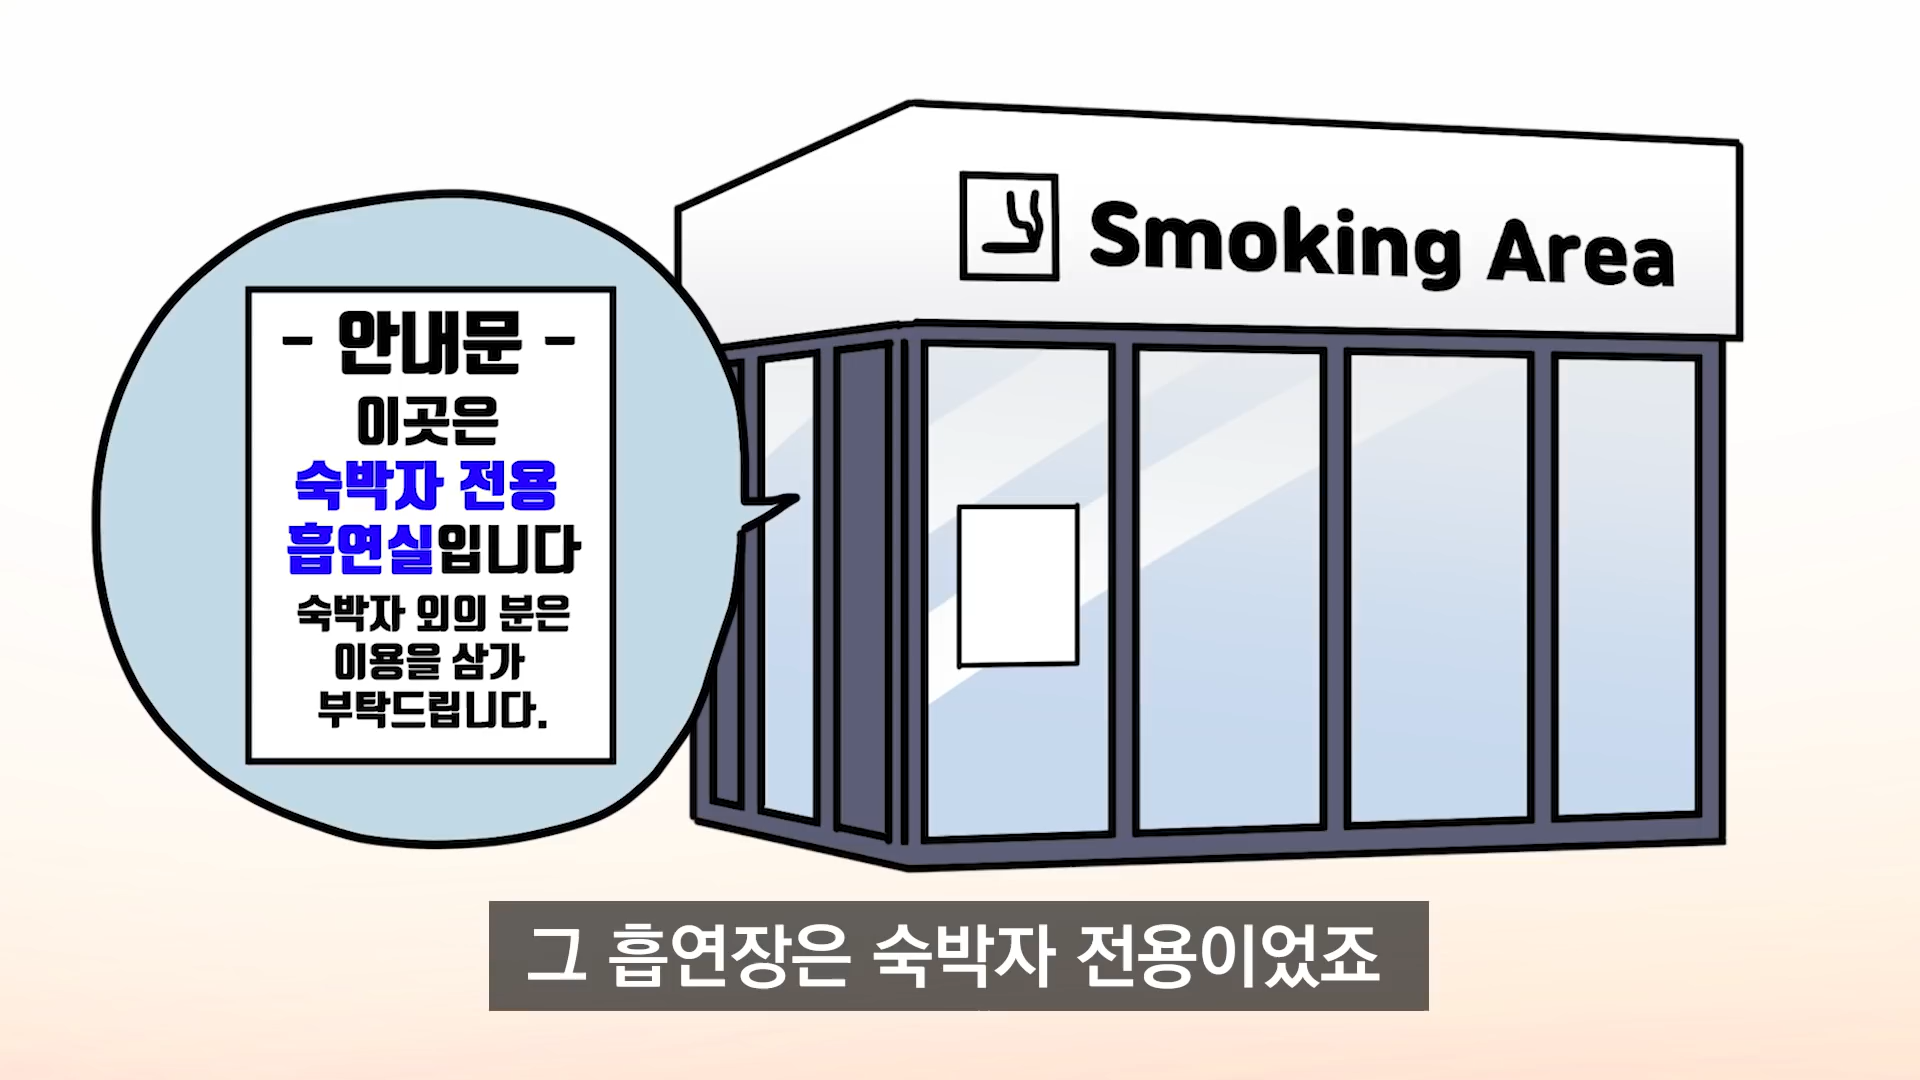 Smoking Area
- 안내문 -
이곳은
숙박자 전용
흡연실입니다
숙박자 외의 분은
이용을 삼가
부탁드립니다.
그 흡연장은 숙박자 전용이었죠